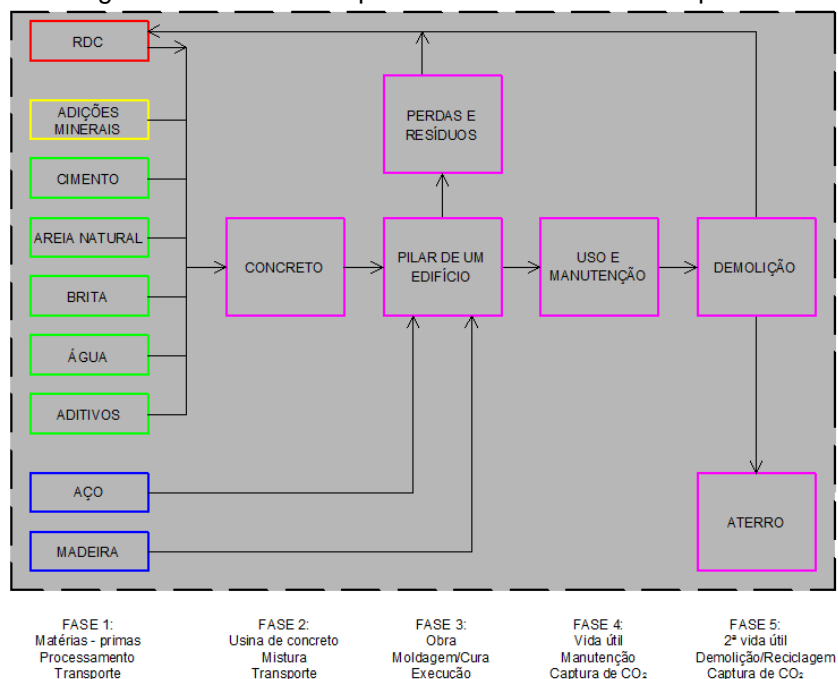 RDC
ADIÇÕES
MINERAIS
CIMENTO
AREIA NATURAL
BRITA
ÁGUA
ADITIVOS
AÇO
MADEIRA
CONCRETO
PERDAS E
RESÍDUOS
PILAR DE UM
EDIFÍCIO
USO E
MANUTENÇÃO
DEMOLIÇÃO
ATERRO
FASE 1:
Matérias - primas
Processamento
Transporte
FASE 2:
Usina de concreto
Mistura
Transporte
FASE 3:
Obra
Moldagem/Cura
Execução
FASE 4:
Vida útil
Manutenção
Captura de CO₂
FASE 5:
2ª vida útil
Demolição/Reciclagem
Captura de CO₂